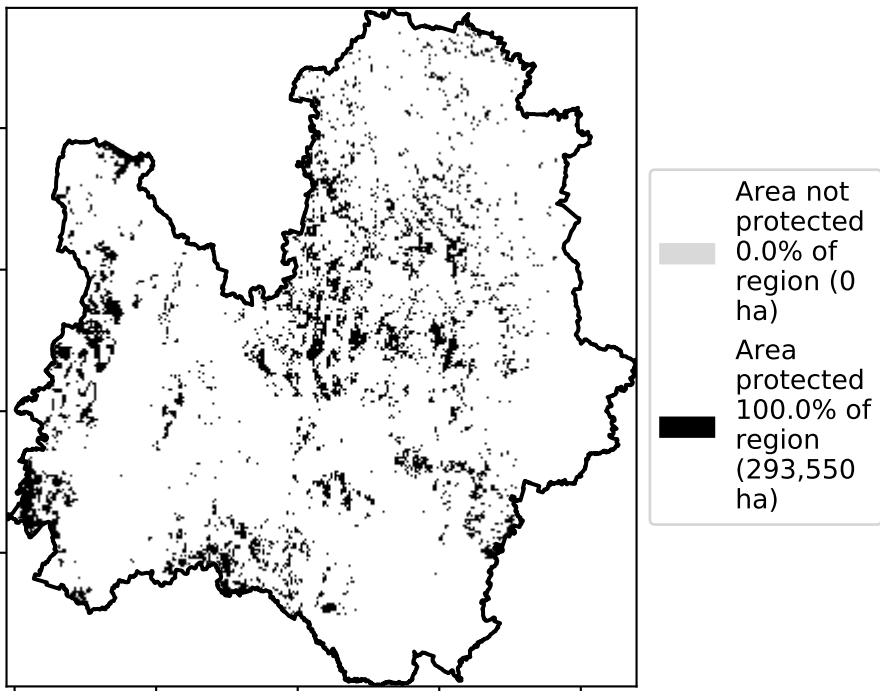 Area not
protected
0.0% of
region (0
ha)
Area
protected
100.0% of
region
(293,550
ha)